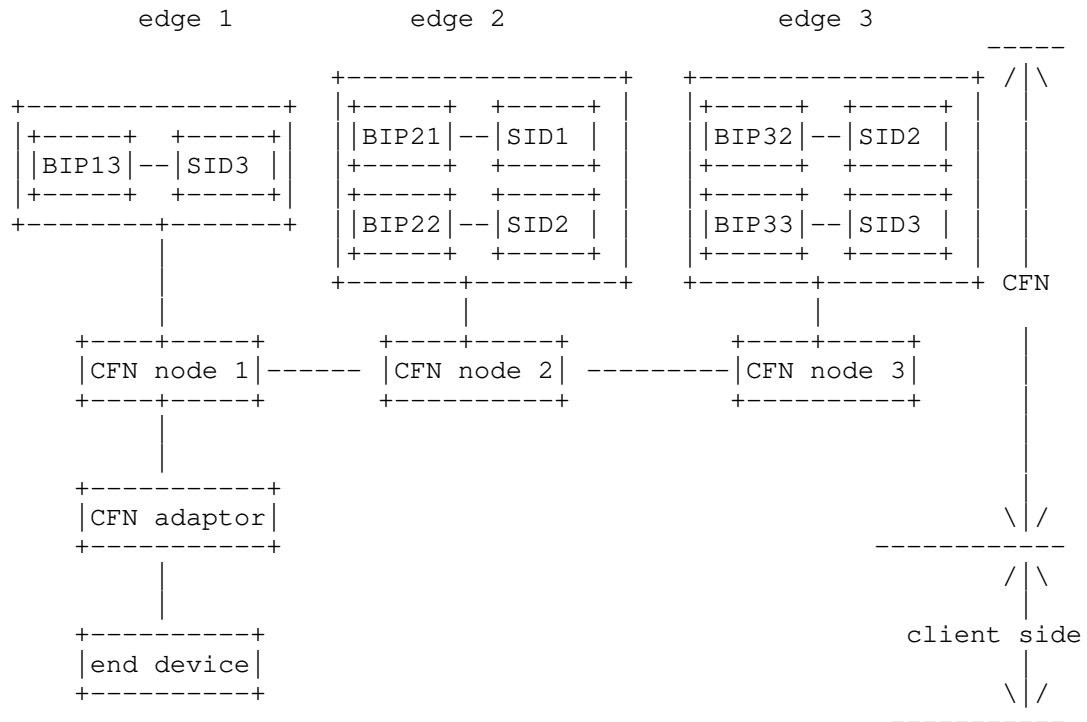 edge 1 edge 2 edge 3
BIP21 SID1 BIP32 SID2
BIP13 SID3
BIP22 SID2 BIP33 SID3
CFN
CFN node 1 CFN node 2 CFN node 3
CFN adaptor
client side
end device